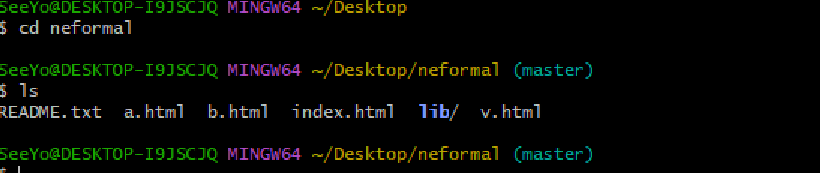 SeeYo@DESKTOP-I9JSCJQ MINGW64 ~/Desktop
$ cd neformal
SeeYo@DESKTOP-I9JSCJQ MINGW64 ~/Desktop/neformal (master)
$ ls
README.txt a.html b.html index.html lib/ v.html
SeeYo@DESKTOP-I9JSCJQ MINGW64 ~/Desktop/neformal (master)
$